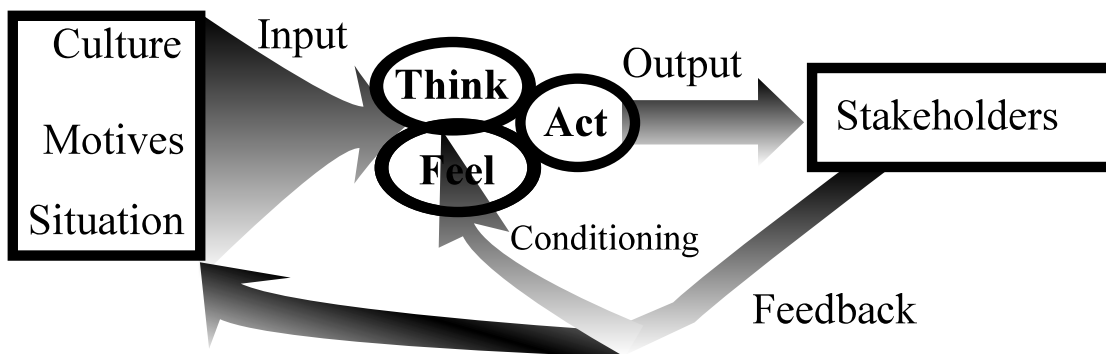 Culture
Motives
Situation
Input
Think
Feel
Act
Output
Stakeholders
Conditioning
Feedback